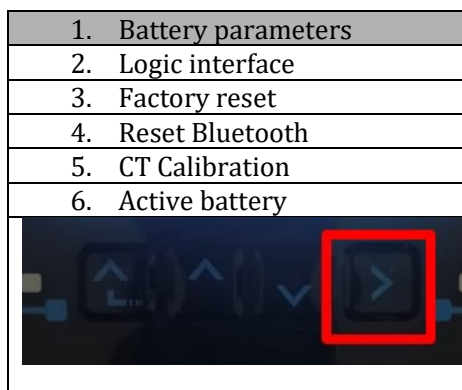 1. Battery parameters
2. Logic interface
3. Factory reset
4. Reset Bluetooth
5. CT Calibration
6. Active battery